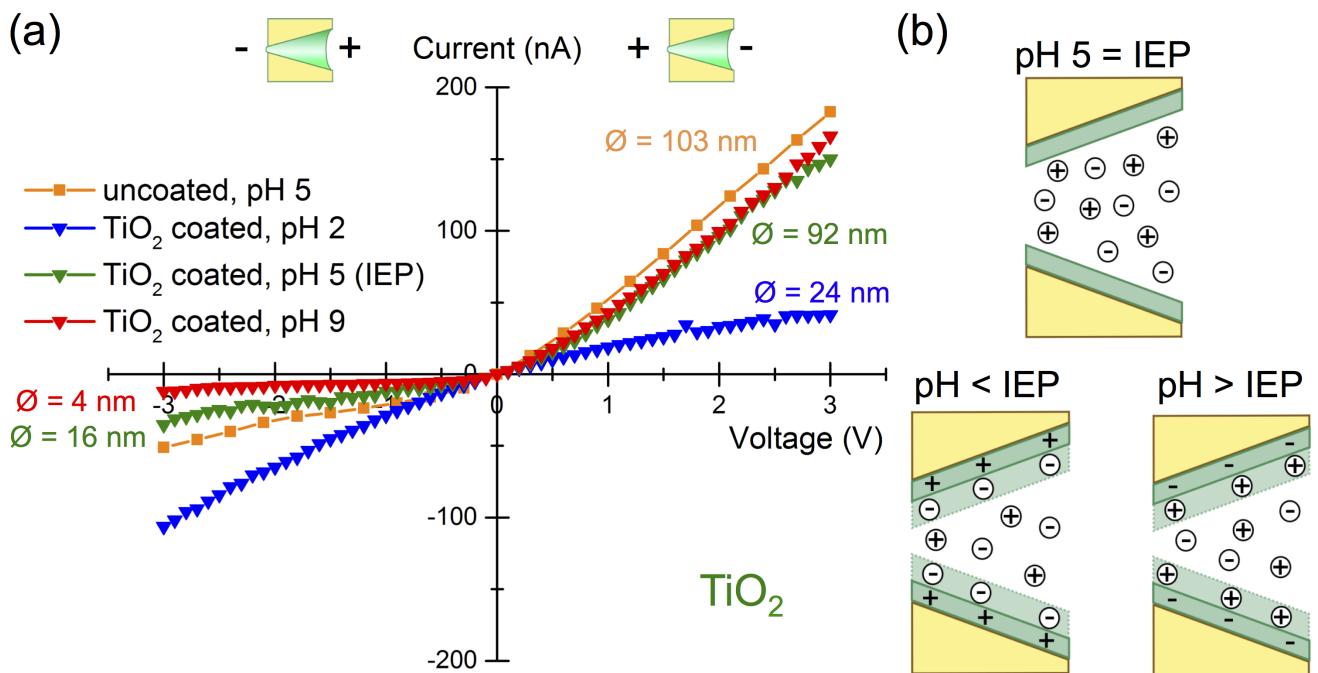 (a)
- + Current (nA) + -
200
100
0
-100
-200
-3 -2 -1 0 1 2 3
Voltage (V)
uncoated, pH 5
TiO₂ coated, pH 2
TiO₂ coated, pH 5 (IEP)
TiO₂ coated, pH 9
Ø = 103 nm
Ø = 92 nm
Ø = 24 nm
Ø = 4 nm
Ø = 16 nm
TiO₂
(b)
pH 5 = IEP
pH < IEP
pH > IEP